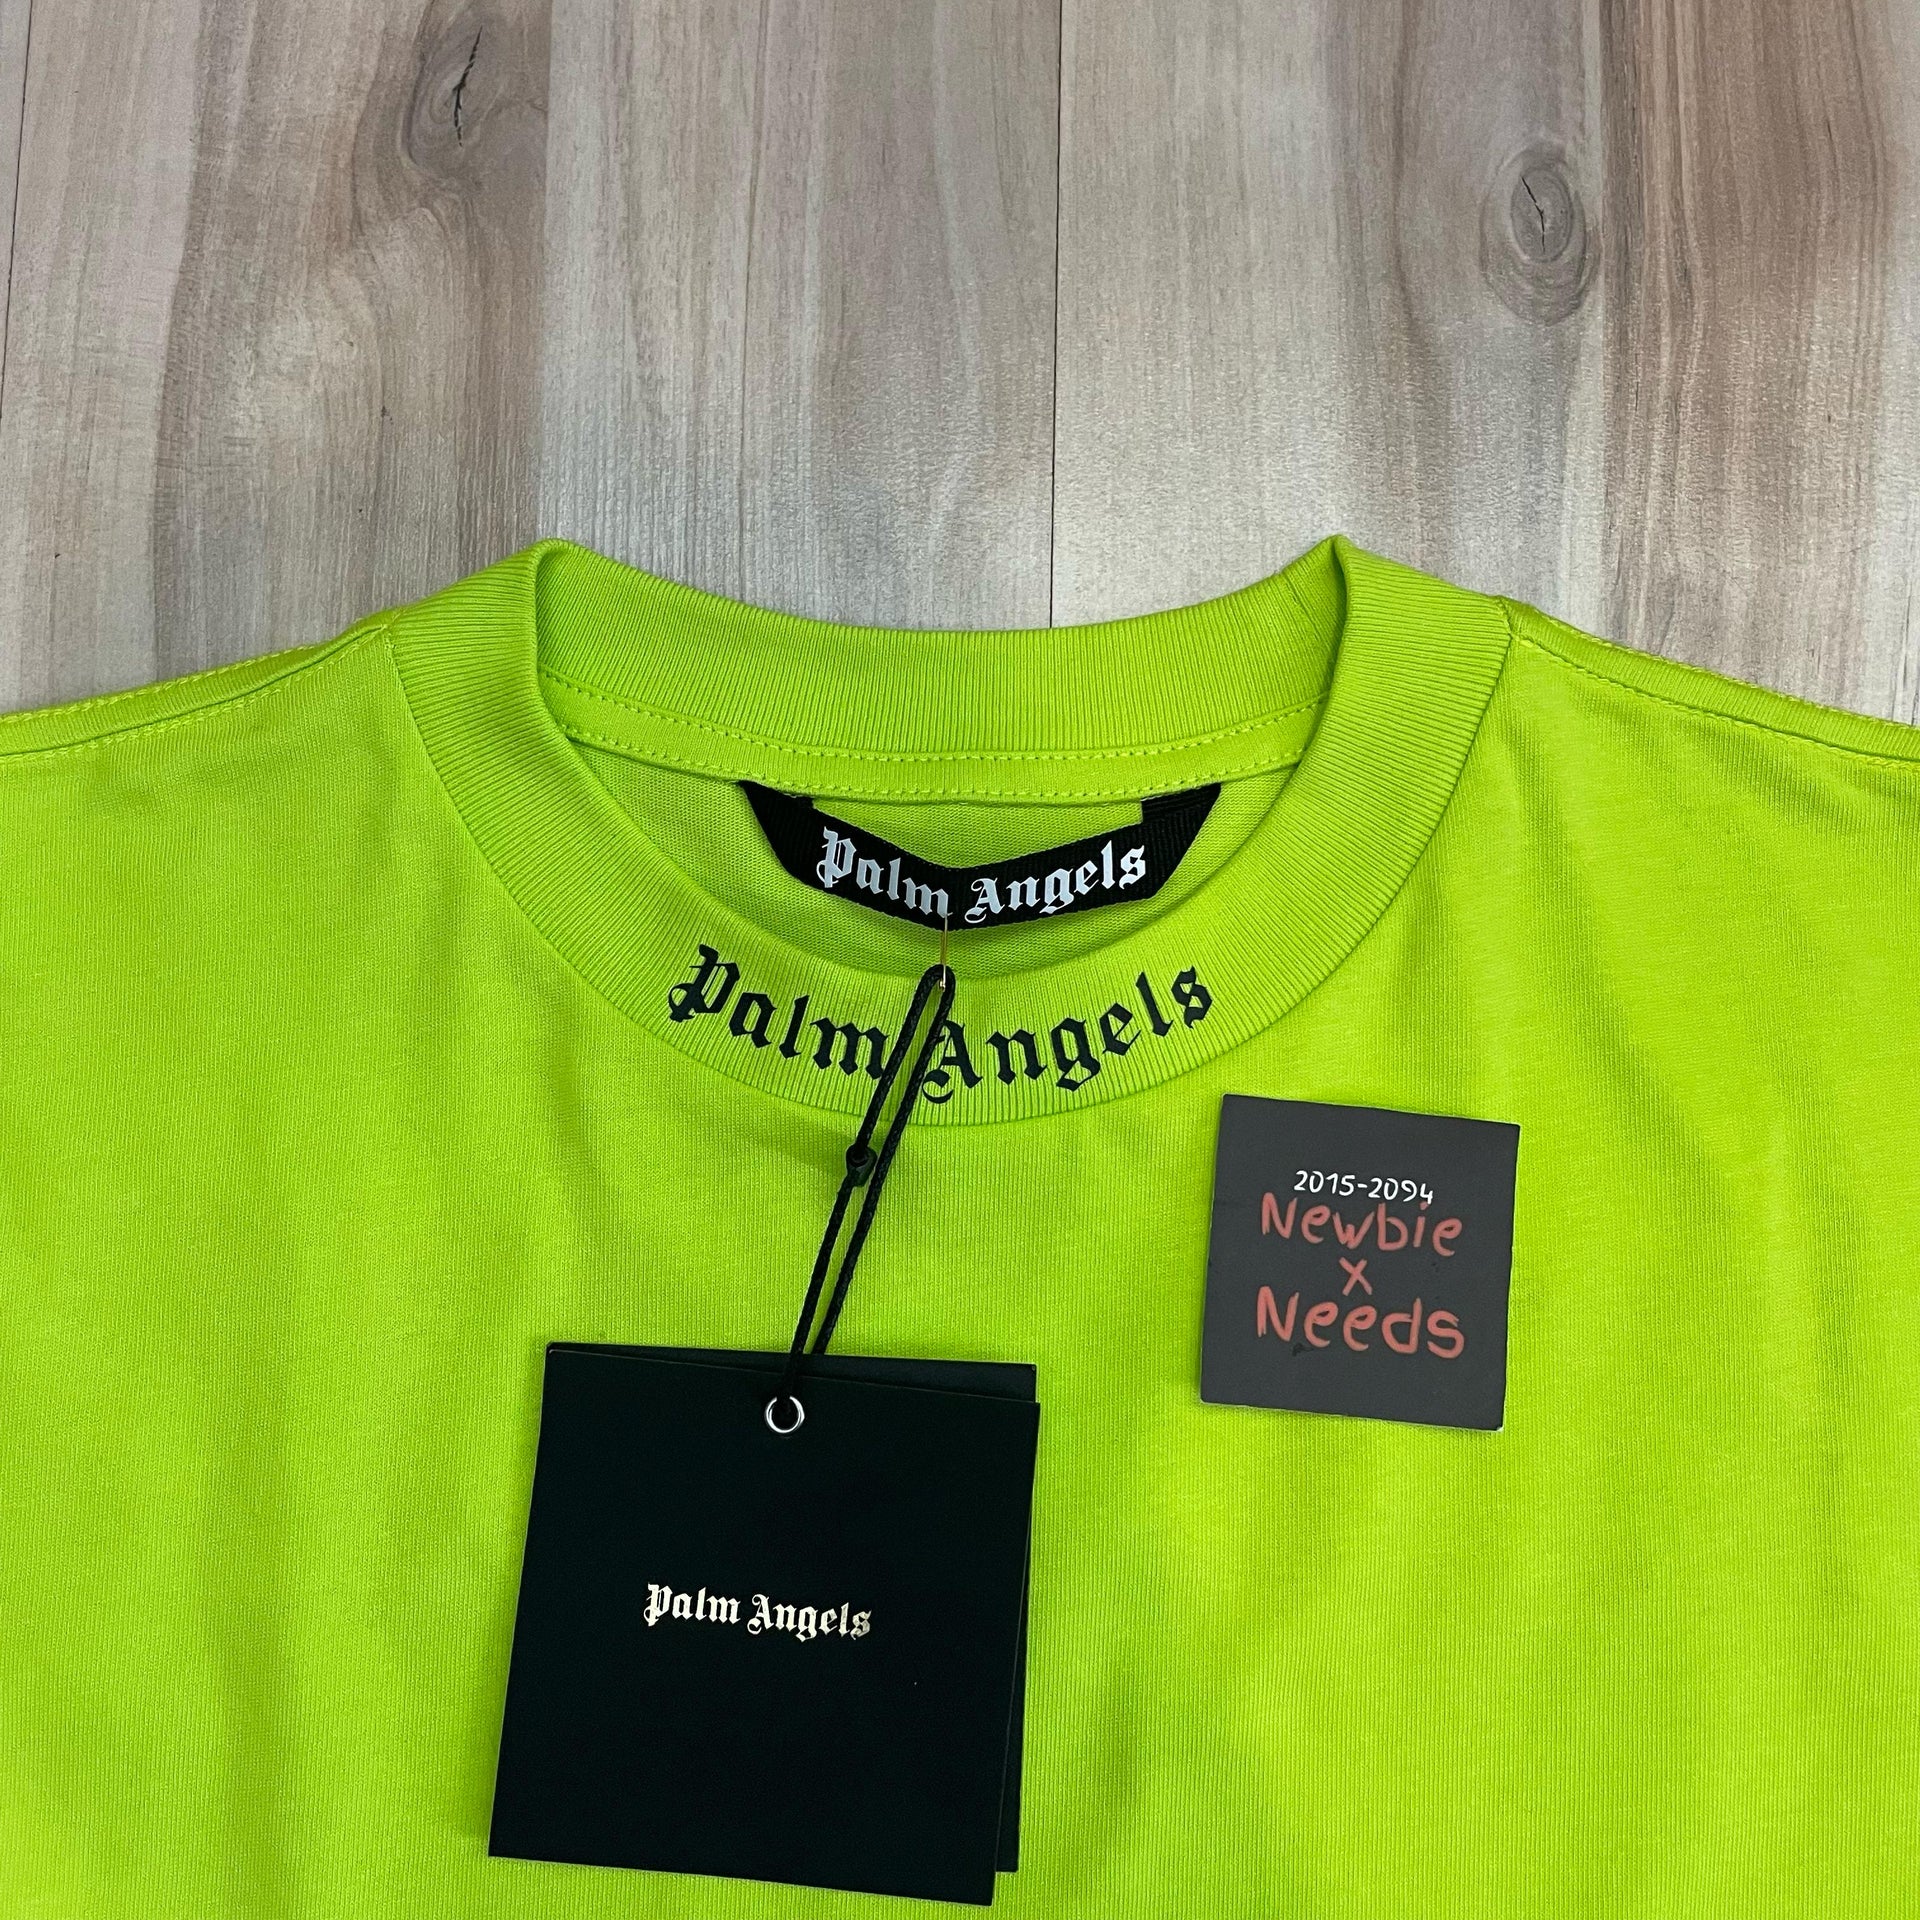 Palm Angels
Palm Angels
2015-2094
Newbie
x
Needs
Palm Angels